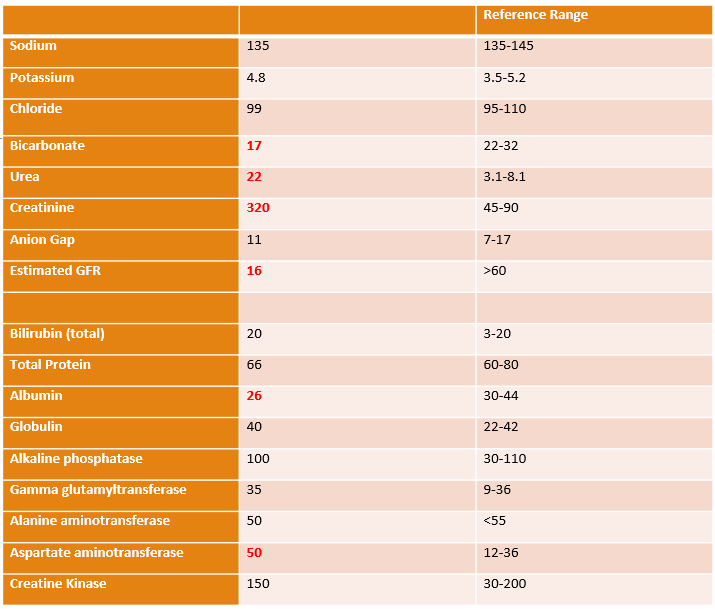 Reference Range
Sodium 135 135-145
Potassium 4.8 3.5-5.2
Chloride 99 95-110
Bicarbonate 17 22-32
Urea 22 3.1-8.1
Creatinine 320 45-90
Anion Gap 11 7-17
Estimated GFR 16 >60
Bilirubin (total) 20 3-20
Total Protein 66 60-80
Albumin 26 30-44
Globulin 40 22-42
Alkaline phosphatase 100 30-110
Gamma glutamyltransferase 35 9-36
Alanine aminotransferase 50 <55
Aspartate aminotransferase 50 12-36
Creatine Kinase 150 30-200